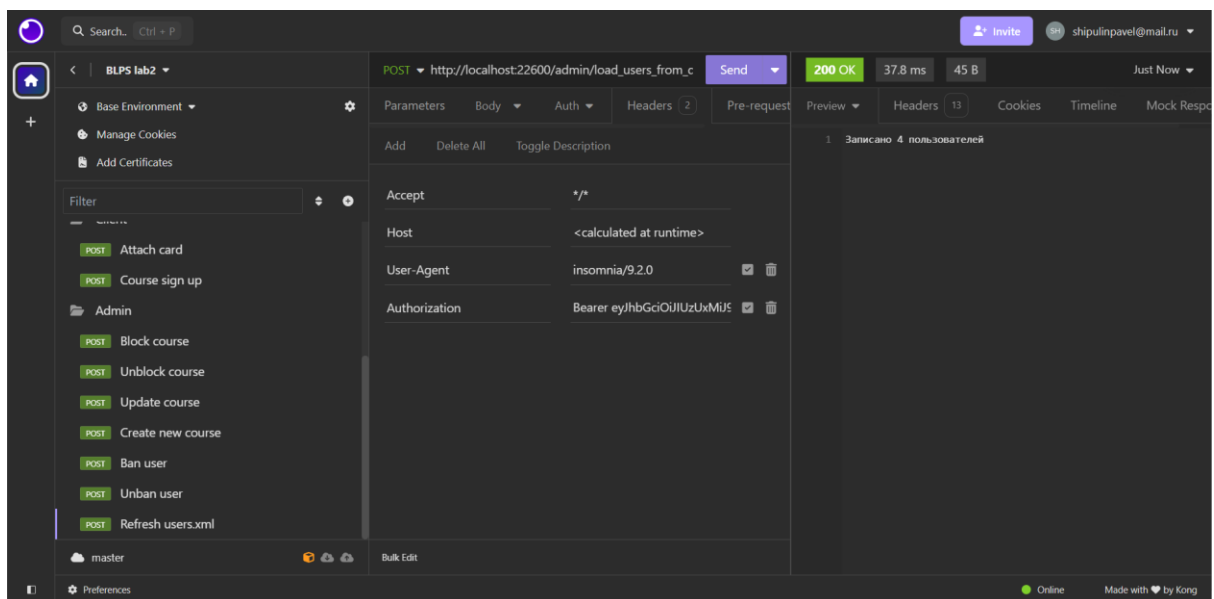 Search.. Ctrl + P
Invite
SH shipulinpavel@mail.ru
BLPS lab2
Base Environment
Manage Cookies
Add Certificates
Filter
Client
POST Attach card
POST Course sign up
Admin
POST Block course
POST Unblock course
POST Update course
POST Create new course
POST Ban user
POST Unban user
POST Refresh users.xml
master
POST http://localhost:22600/admin/load_users_from_c Send
Parameters Body Auth Headers 2 Pre-request
Add Delete All Toggle Description
Accept */*
Host <calculated at runtime>
User-Agent insomnia/9.2.0
Authorization Bearer eyJhbGciOiJIUzUxMiJ9
Bulk Edit
200 OK 37.8 ms 45 B Just Now
Preview Headers 13 Cookies Timeline Mock Respo
1 Записано 4 пользователей
Preferences
Online Made with ♥ by Kong